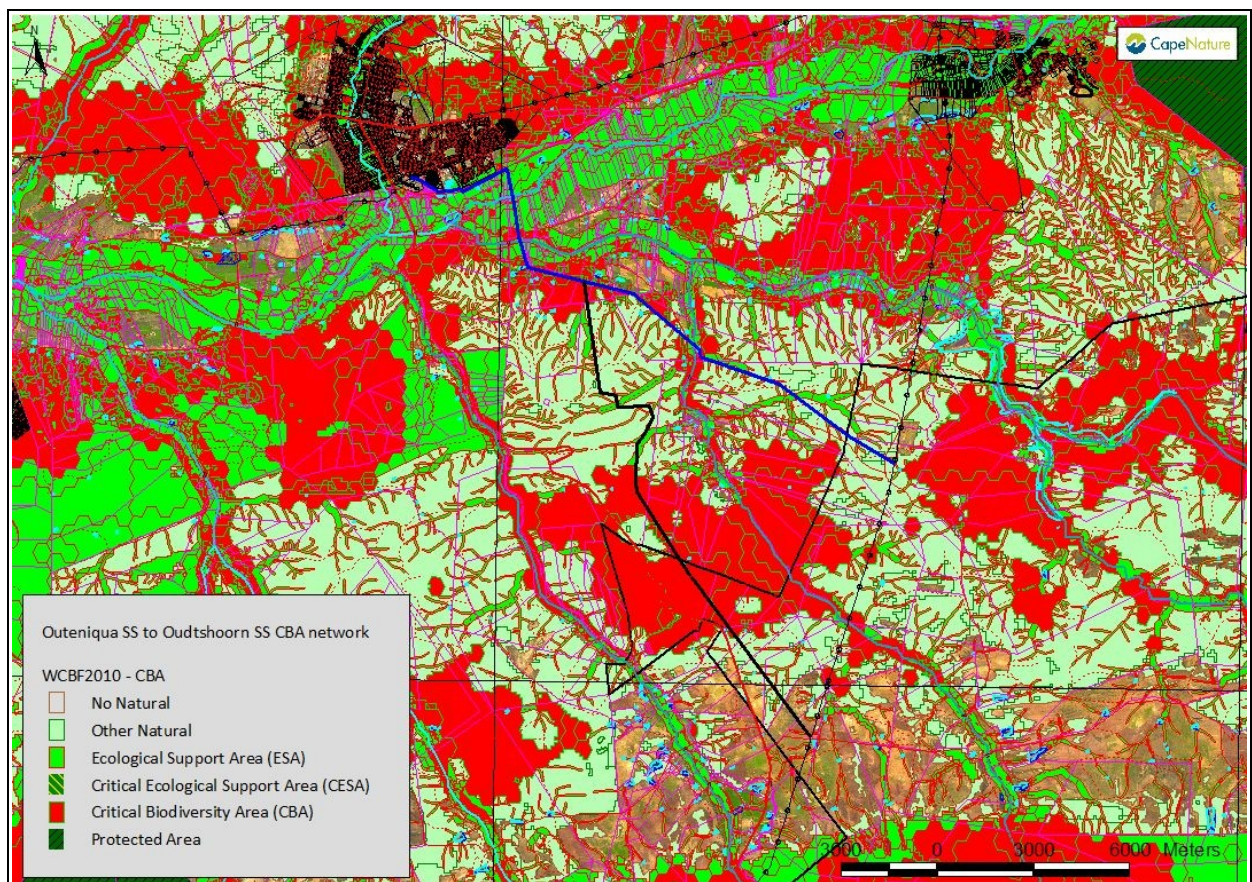 N
CapeNature
Outeniqua SS to Oudtshoorn SS CBA network
WCBF2010 - CBA
No Natural
Other Natural
Ecological Support Area (ESA)
Critical Ecological Support Area (CESA)
Critical Biodiversity Area (CBA)
Protected Area
3000 0 3000 6000 Meters